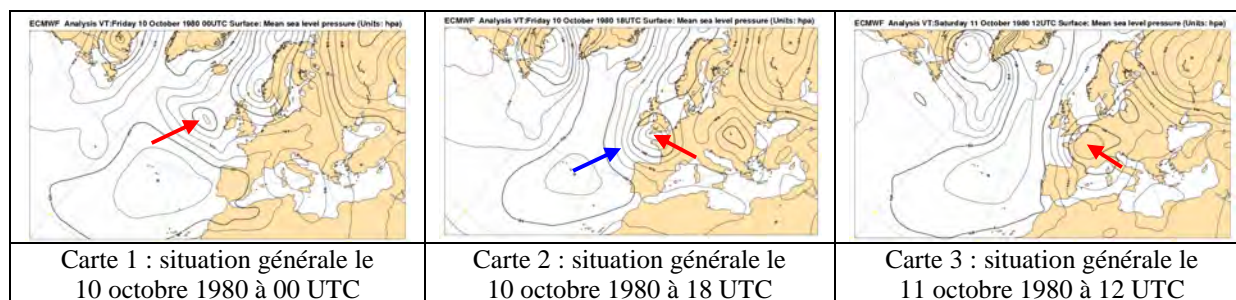 ECMWF Analysis VT:Friday 10 October 1980 00UTC Surface: Mean sea level pressure (Units: hpa)
ECMWF Analysis VT:Friday 10 October 1980 18UTC Surface: Mean sea level pressure (Units: hpa)
ECMWF Analysis VT:Saturday 11 October 1980 12UTC Surface: Mean sea level pressure (Units: hpa)
Carte 1 : situation générale le
10 octobre 1980 à 00 UTC
Carte 2 : situation générale le
10 octobre 1980 à 18 UTC
Carte 3 : situation générale le
11 octobre 1980 à 12 UTC